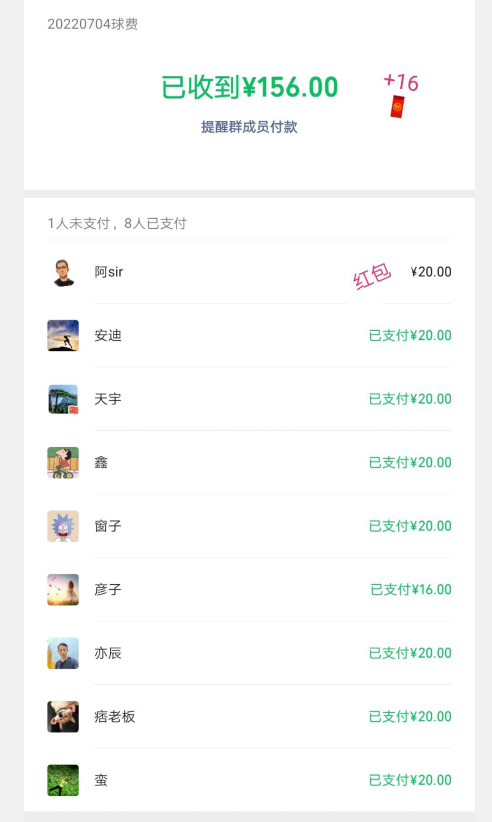 20220704球费
已收到¥156.00
+16
提醒群成员付款
1人未支付，8人已支付
阿sir 红包 ¥20.00
安迪 已支付¥20.00
天宇 已支付¥20.00
鑫 已支付¥20.00
窗子 已支付¥20.00
彦子 已支付¥16.00
亦辰 已支付¥20.00
痞老板 已支付¥20.00
蛮 已支付¥20.00